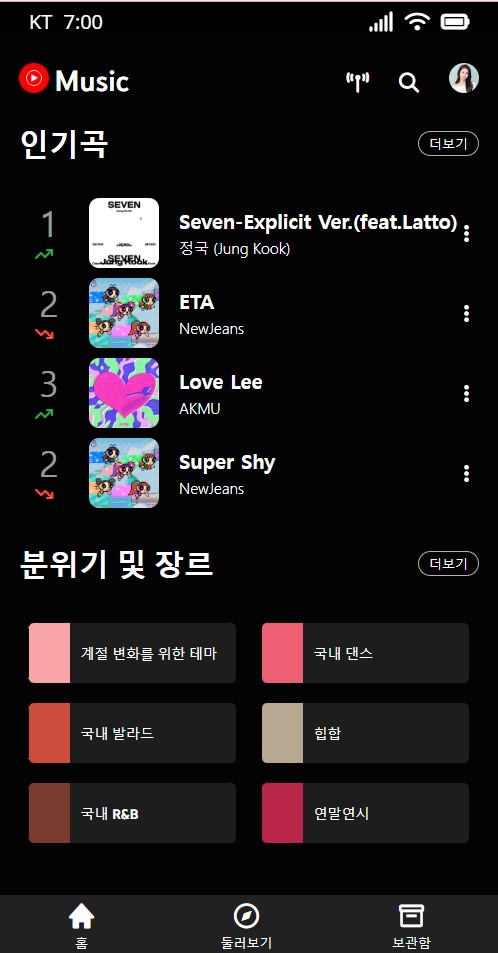 KT 7:00
Music
인기곡
더보기
1
SEVEN
Jung Kook
SEVEN
Jung Kook
Seven-Explicit Ver.(feat.Latto)
정국 (Jung Kook)
2
ETA
NewJeans
3
Love Lee
AKMU
2
Super Shy
NewJeans
분위기 및 장르
더보기
계절 변화를 위한 테마
국내 댄스
국내 발라드
힙합
국내 R&B
연말연시
홈
둘러보기
보관함